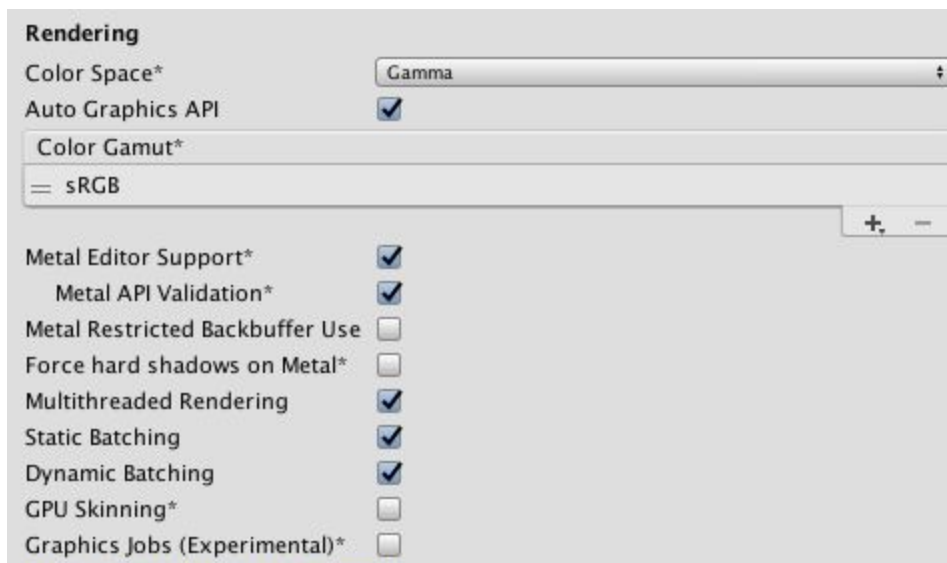 Rendering
Color Space* Gamma
Auto Graphics API
Color Gamut*
sRGB
Metal Editor Support*
Metal API Validation*
Metal Restricted Backbuffer Use
Force hard shadows on Metal*
Multithreaded Rendering
Static Batching
Dynamic Batching
GPU Skinning*
Graphics Jobs (Experimental)*